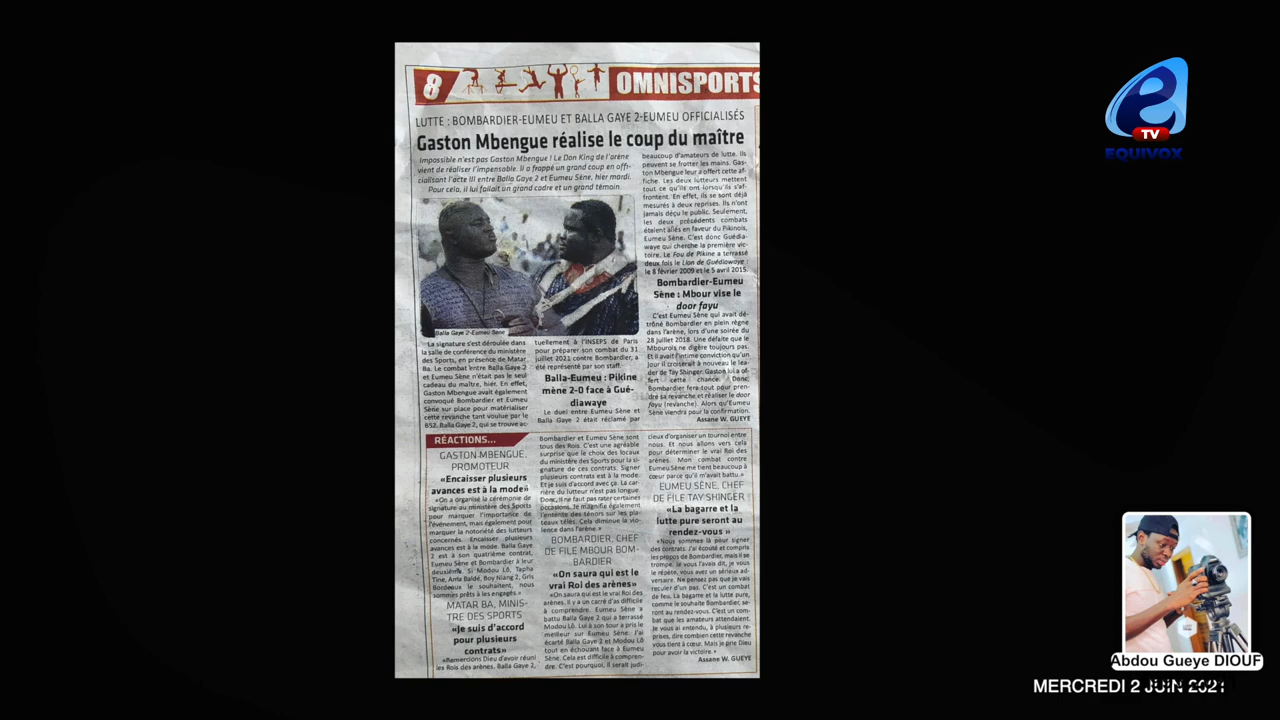 8
OMNISPORTS
LUTTE : BOMBARDIER-EUMEU ET BALLA GAYE 2-EUMEU OFFICIALISÉS
Gaston Mbengue réalise le coup du maître
Impossible n'est pas Gaston Mbengue ! Le Don King de l'arène
vient de réaliser l'impensable. Il a frappé un grand coup en offi-
cialisant l'acte III entre Balla Gaye 2 et Eumeu Sène, hier mardi.
Pour cela, il lui fallait un grand cadre et un grand témoin.
Balla Gaye 2-Eumeu Sène
La signature s'est déroulée dans
la salle de conférence du ministère
des Sports, en présence de Matar
Ba. Le combat entre Balla Gaye 2
et Eumeu Sène n'était pas le seul
cadeau du maître, hier. En effet,
Gaston Mbengue avait également
convoqué Bombardier et Eumeu
Sène sur place pour matérialiser
cette revanche tant voulue par le
B52. Balla Gaye 2, qui se trouve ac-
tuellement à l'INSEPS de Paris
pour préparer son combat du 31
juillet 2021 contre Bombardier, a
été représenté par son staff.
Balla-Eumeu : Pikine
mène 2-0 face à Gué-
diawaye
Le duel entre Eumeu Sène et
Balla Gaye 2 était réclamé par
beaucoup d'amateurs de lutte. Ils
peuvent se frotter les mains. Gas-
ton Mbengue leur a offert cette af-
fiche. Les deux lutteurs mettent
tout ce qu'ils ont lorsqu'ils s'af-
frontent. En effet, ils se sont déjà
mesurés à deux reprises. Ils n'ont
jamais déçu le public. Seulement,
les deux précédents combats
étaient allés en faveur du Pikinois,
Eumeu Sène. C'est donc Guédia-
waye qui cherche la première vic-
toire. Le Fou de Pikine a terrassé
deux fois le Lion de Guédiawaye :
le 8 février 2009 et le 5 avril 2015.
Bombardier-Eumeu
Sène : Mbour vise le
door fayu
C'est Eumeu Sène qui avait dé-
trôné Bombardier en plein règne
dans l'arène, lors d'une soirée du
28 juillet 2018. Une défaite que le
Mbourois ne digère toujours pas.
Et il avait l'intime conviction qu'un
jour il croiserait à nouveau le lea-
der de Tay Shinger. Gaston lui a of-
fert cette chance. Donc,
Bombardier fera tout pour pren-
dre sa revanche et réaliser le door
fayu (revanche). Alors qu'Eumeu
Sène viendra pour la confirmation.
Assane W. GUEYE
RÉACTIONS...
GASTON MBENGUE,
PROMOTEUR
«Encaisser plusieurs
avances est à la mode»
«On a organisé la cérémonie de
signature au ministère des Sports
pour marquer l'importance de
l'événement, mais également pour
marquer la notoriété des lutteurs
concernés. Encaisser plusieurs
avances est à la mode. Balla Gaye
2 est à son quatrième contrat,
Eumeu Sène et Bombardier à leur
deuxième. Si Modou Lô, Tapha
Tine, Ama Baldé, Boy Niang 2, Gris
Bordeaux le souhaitent, nous
sommes prêts à les engager.»
MATAR BA, MINIS-
TRE DES SPORTS
«Je suis d'accord
pour plusieurs
contrats»
«Remercions Dieu d'avoir réuni
les Rois des arènes. Balla Gaye 2,
Bombardier et Eumeu Sène sont
tous des Rois. C'est une agréable
surprise que le choix des locaux
du ministère des Sports pour la si-
gnature de ces contrats. Signer
plusieurs contrats est à la mode.
Et je suis d'accord avec ça. La car-
rière du lutteur n'est pas longue.
Donc, il ne faut pas rater certaines
occasions. Je magnifie également
l'entente des ténors sur les pla-
teaux télés. Cela diminue la vio-
lence dans l'arène.»
BOMBARDIER, CHEF
DE FILE MBOUR BOM-
BARDIER
«On saura qui est le
vrai Roi des arènes»
«On saura qui est le vrai Roi des
arènes. Il y a un carré d'as difficile
à comprendre. Eumeu Sène a
battu Balla Gaye 2 qui a terrassé
Modou Lô. Lui à son tour a pris le
meilleur sur Eumeu Sène. J'ai
écarté Balla Gaye 2 et Modou Lô
tout en échouant face à Eumeu
Sène. Cela est difficile à compren-
dre. C'est pourquoi, il serait judi-
cieux d'organiser un tournoi entre
nous. Et nous allons vers cela
pour déterminer le vrai Roi des
arènes. Mon combat contre
Eumeu Sène me tient beaucoup à
cœur parce qu'il m'avait battu.»
EUMEU SÈNE, CHEF
DE FILE TAY SHINGER
«La bagarre et la
lutte pure seront au
rendez-vous »
«Nous sommes là pour signer
des contrats. J'ai écouté et compris
les propos de Bombardier, mais il se
trompe. Je vous l'avais dit, je vous
le répète, vous avez un sérieux ad-
versaire. Ne pensez pas que je vais
reculer d'un pas. C'est un combat
de feu. La bagarre et la lutte pure,
comme le souhaite Bombardier, se-
ront au rendez-vous. C'est un com-
bat que les amateurs attendaient.
Je vous ai entendu, à plusieurs re-
prises, dire combien cette revanche
vous tient à cœur. Mais je prie Dieu
pour avoir la victoire.»
Assane W. GUEYE
e
TV
EQUIVOX
Abdou Gueye DIOUF
MERCREDI 2 JUIN 2021